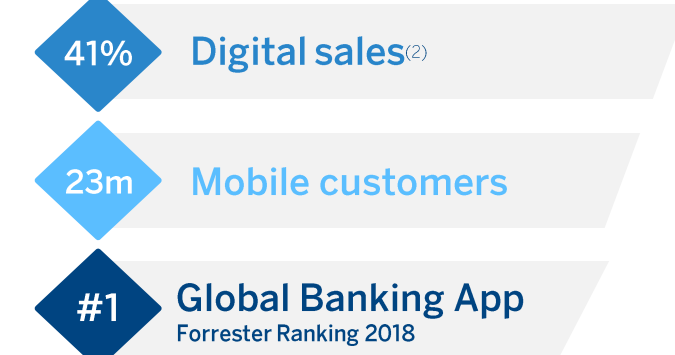 41% Digital sales(2)
23m Mobile customers
#1 Global Banking App
Forrester Ranking 2018